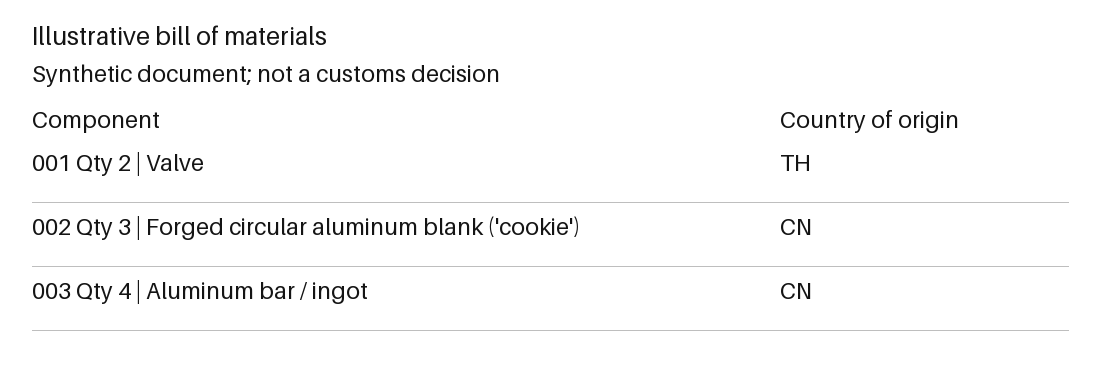 Illustrative bill of materials
Synthetic document; not a customs decision
Component Country of origin
001 Qty 2 | Valve TH
002 Qty 3 | Forged circular aluminum blank ('cookie') CN
003 Qty 4 | Aluminum bar / ingot CN